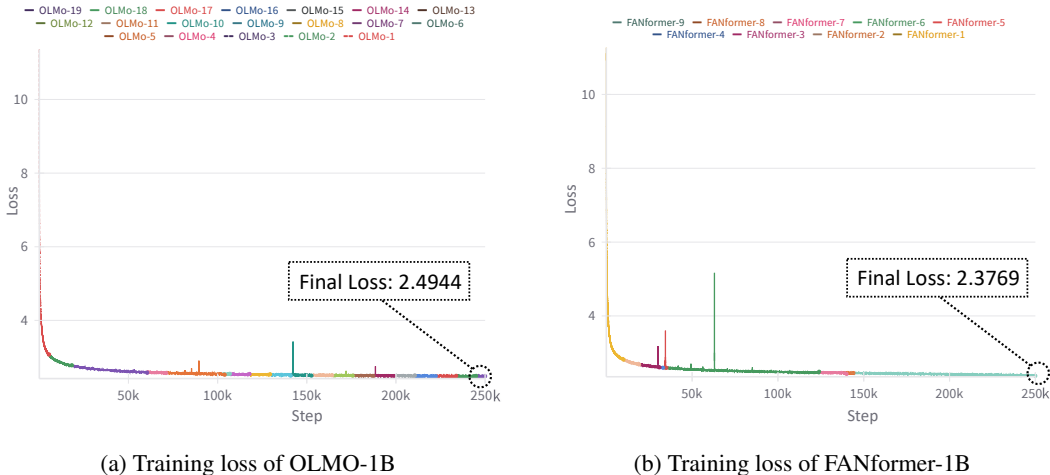 OLMo-19 OLMo-18 OLMo-17 OLMo-16 OLMo-15 OLMo-14 OLMo-13
OLMo-12 OLMo-11 OLMo-10 OLMo-9 OLMo-8 OLMo-7 OLMo-6
OLMo-5 OLMo-4 OLMo-3 OLMo-2 OLMo-1
10
8
6
4
Loss
Final Loss: 2.4944
50k 100k 150k 200k 250k
Step
(a) Training loss of OLMO-1B
FANformer-9 FANformer-8 FANformer-7 FANformer-6 FANformer-5
FANformer-4 FANformer-3 FANformer-2 FANformer-1
10
8
6
4
Loss
Final Loss: 2.3769
50k 100k 150k 200k 250k
Step
(b) Training loss of FANformer-1B